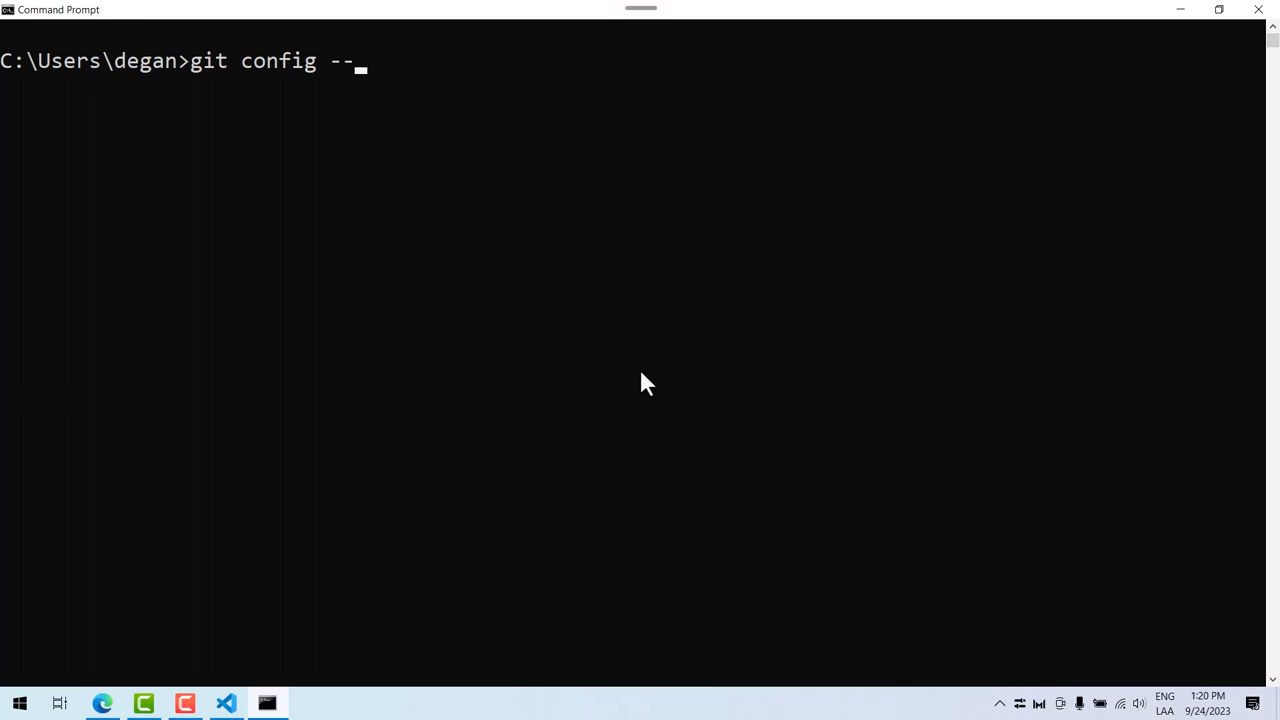 Command Prompt
C:\Users\degan>git config --
ENG
LAA
1:20 PM
9/24/2023